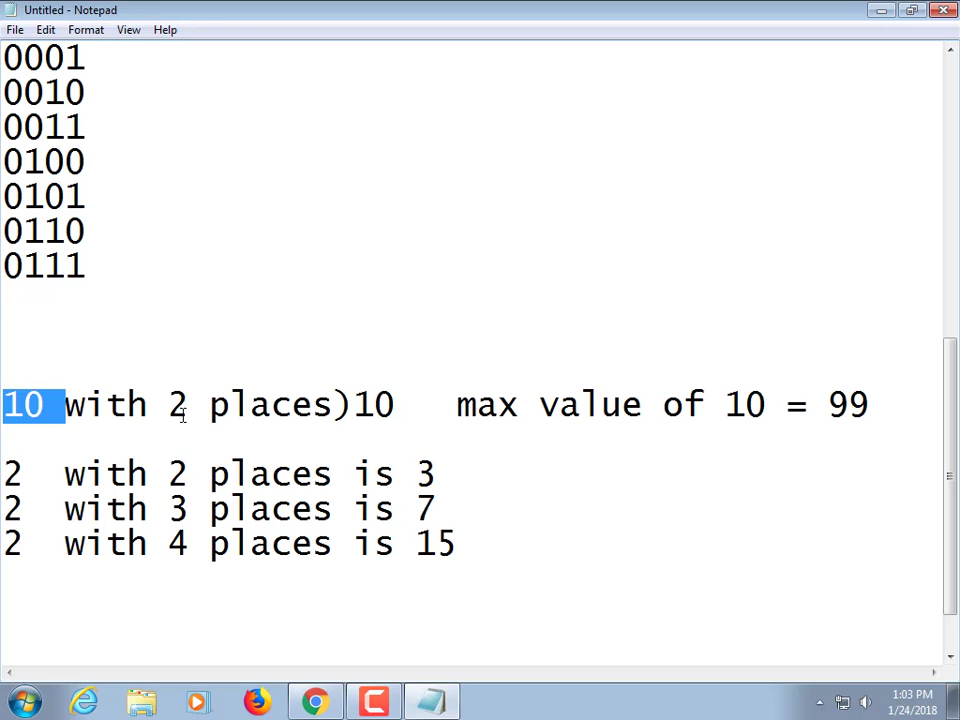 Untitled - Notepad
File Edit Format View Help
0001
0010
0011
0100
0101
0110
0111
10 with 2 places)10   max value of 10 = 99
2  with 2 places is 3
2  with 3 places is 7
2  with 4 places is 15
1:03 PM
1/24/2018